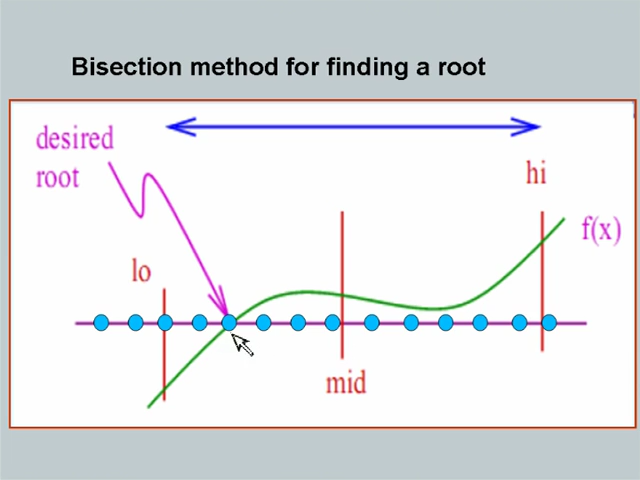 Bisection method for finding a root
desired
root
hi
f(x)
lo
mid